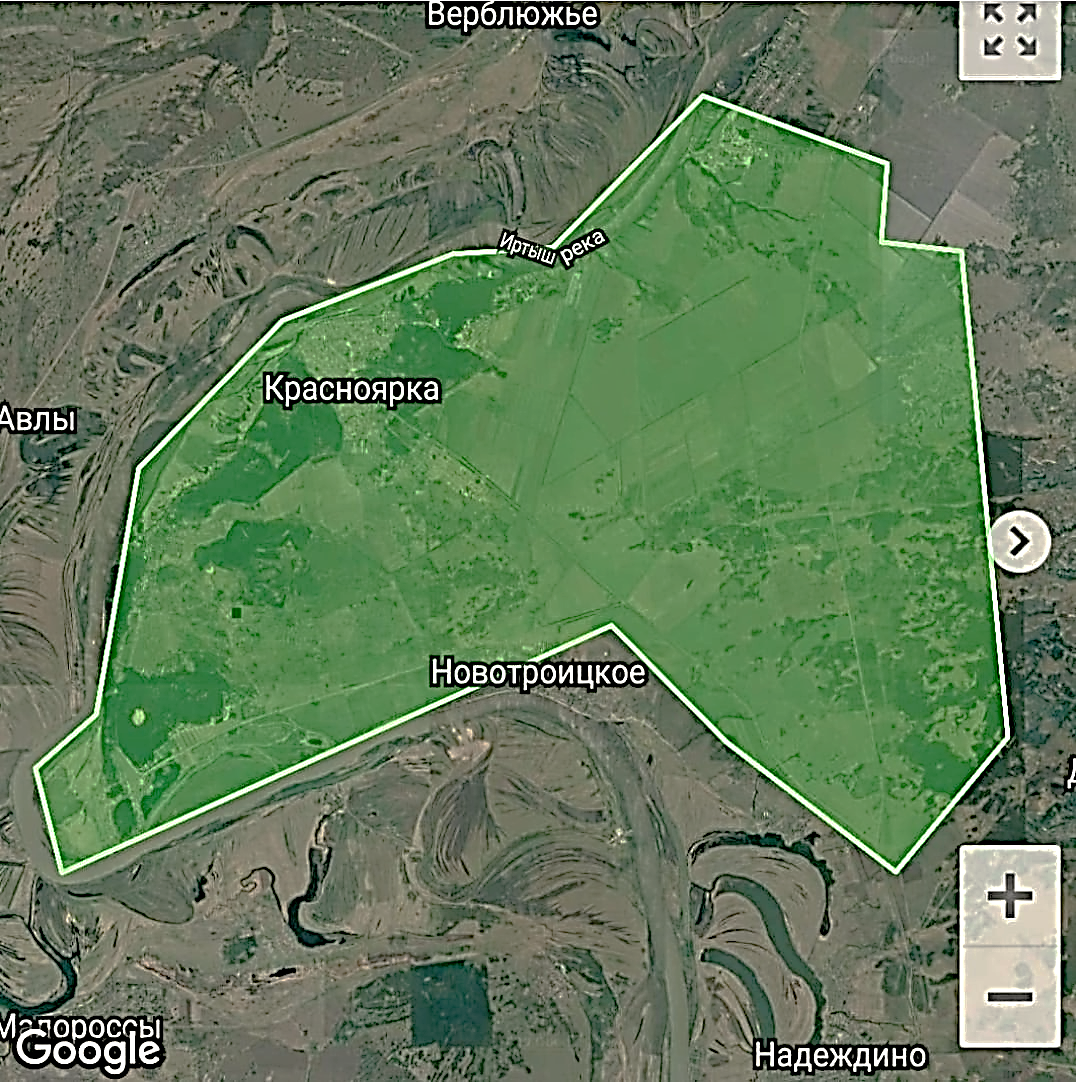 Верблюжье
Иртыш река
Красноярка
Авлы
Новотроицкое
Малороссы
Google
Надеждино